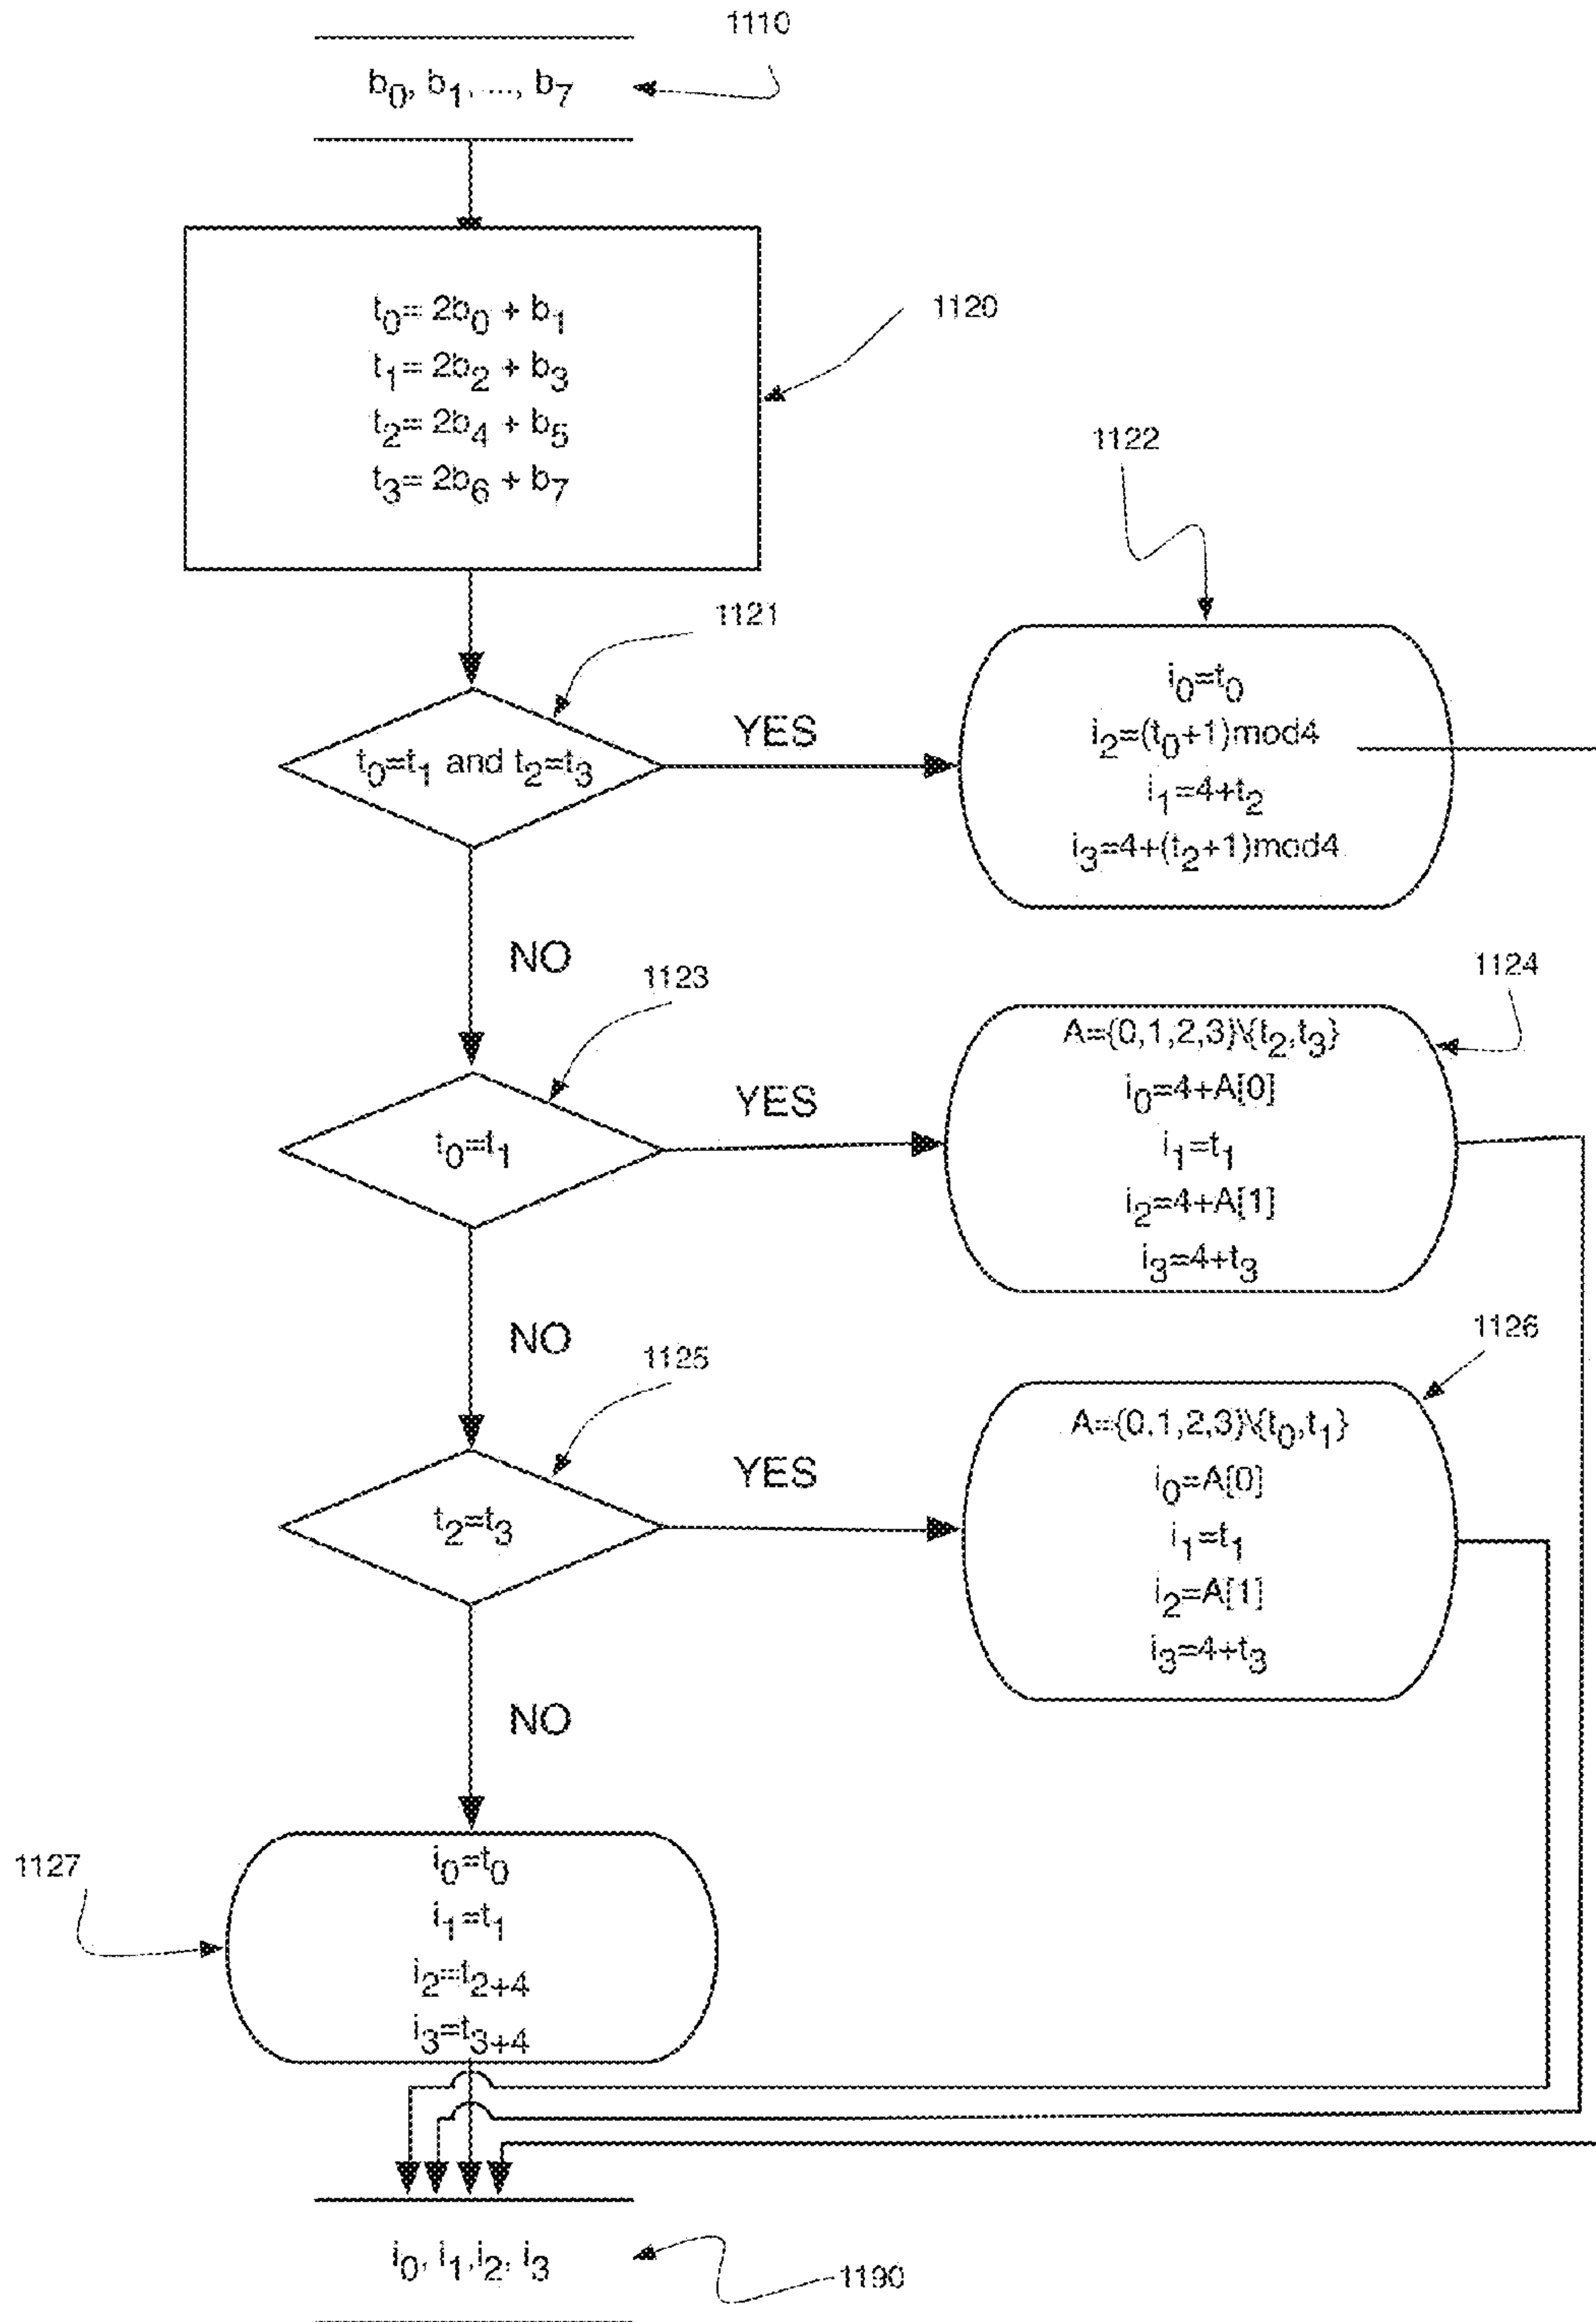 1110
b0, b1, ..., b7
t0= 2b0 + b1
t1= 2b2 + b3
t2= 2b4 + b5
t3= 2b6 + b7
1120
1121
t0=t1 and t2=t3
YES
1122
i0=t0
i2=(t0+1)mod4
i1=4+t2
i3=4+(t2+1)mod4
NO
1123
t0=t1
YES
1124
A={0,1,2,3}\{t2,t3}
i0=4+A[0]
i1=t1
i2=4+A[1]
i3=4+t3
NO
1125
t2=t3
YES
1126
A={0,1,2,3}\{t0,t1}
i0=A[0]
i1=t1
i2=A[1]
i3=4+t3
NO
1127
i0=t0
i1=t1
i2=t2+4
i3=t3+4
i0, i1,i2, i3
1190